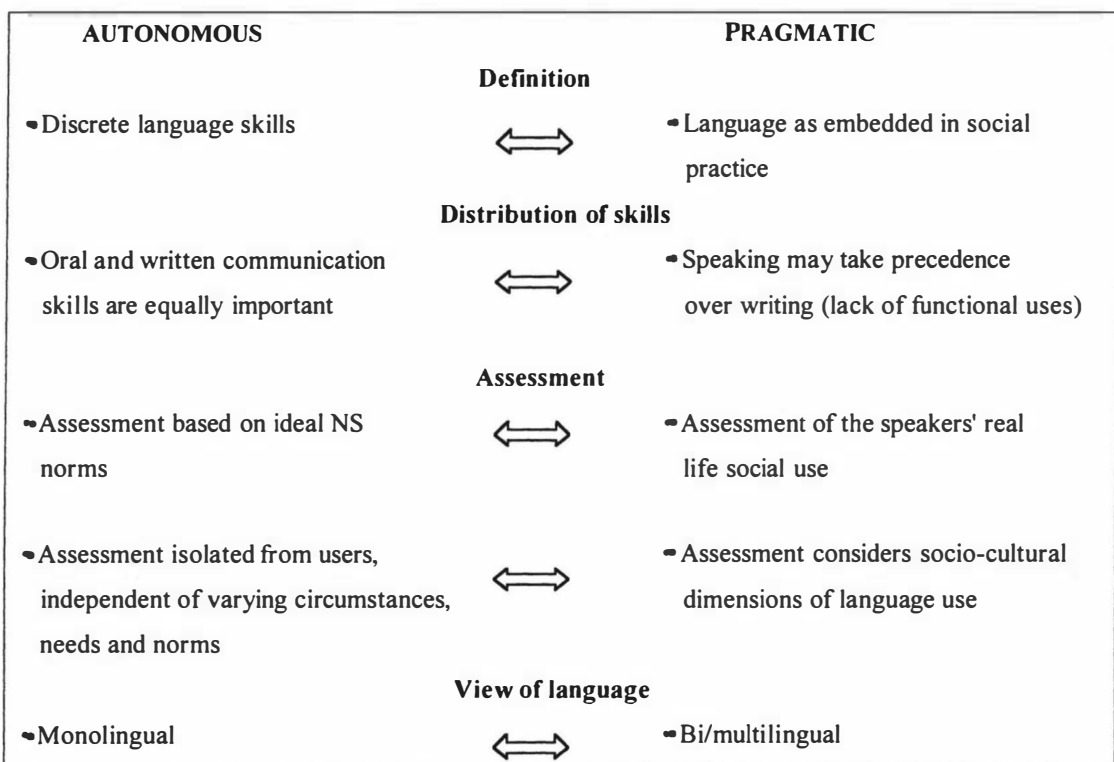 AUTONOMOUS PRAGMATIC
Definition
Discrete language skills
Language as embedded in social
practice
Distribution of skills
Oral and written communication
skills are equally important
Speaking may take precedence
over writing (lack of functional uses)
Assessment
Assessment based on ideal NS
norms
Assessment of the speakers' real
life social use
Assessment isolated from users,
independent of varying circumstances,
needs and norms
Assessment considers socio-cultural
dimensions of language use
View of language
Monolingual
Bi/multilingual